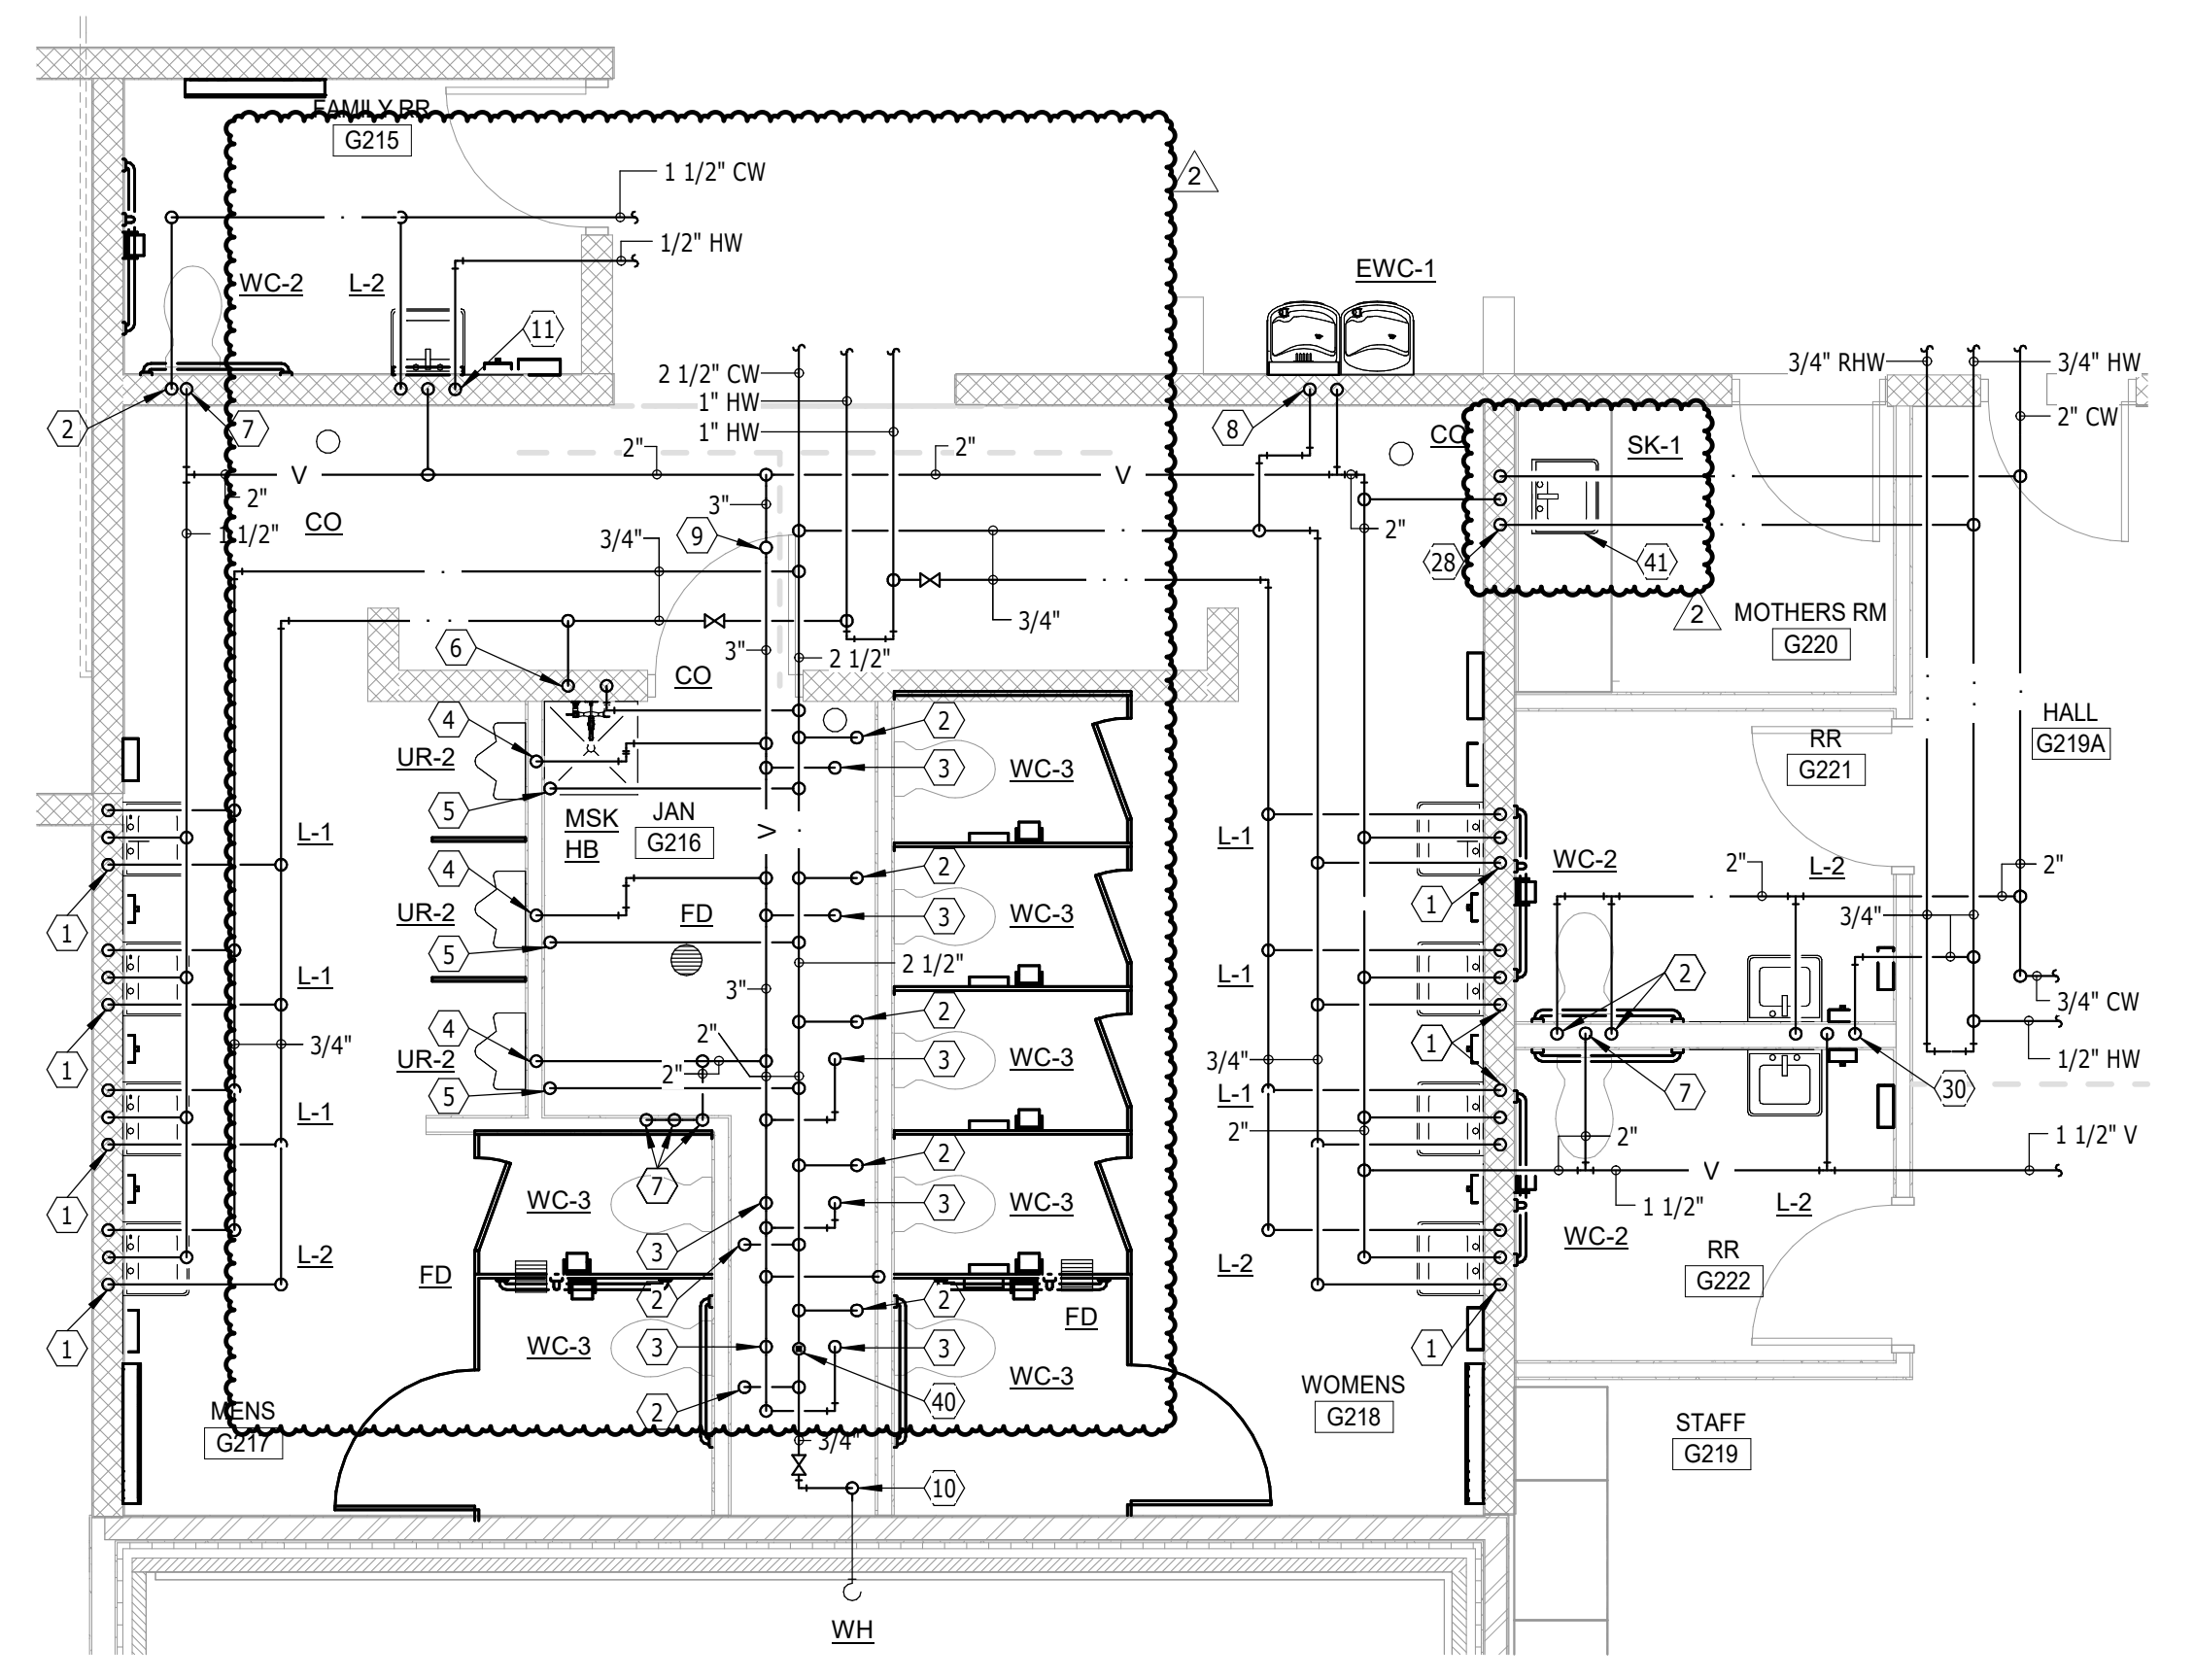 FAMILY RR
G215
1 1/2" CW
2
1/2" HW
WC-2
L-2
EWC-1
11
2 1/2" CW
1" HW
1" HW
3/4" RHW
3/4" HW
2" CW
2
7
8
CO
SK-1
2"
2"
V
V
2"
3"
2"
CO
1 1/2"
3/4"
9
28
41
2
MOTHERS RM
G220
3/4"
6
3"
2 1/2"
CO
4
2
UR-2
3
WC-3
5
MSK
HB
JAN
G216
V
HALL
G219A
RR
G221
L-1
L-1
WC-2
L-2
2"
2"
4
2
UR-2
FD
3
WC-3
1
1
3/4"
5
2 1/2"
L-1
L-1
2
3"
3/4" CW
4
2
2"
UR-2
3
WC-3
1
1
3/4"
3/4"
2"
1/2" HW
5
7
30
L-1
L-1
2"
2"
1 1/2" V
2
7
V
WC-3
3
WC-3
1
1 1/2"
L-2
3
WC-2
RR
G222
L-2
L-2
FD
2
2
FD
WC-3
3
3
WC-3
1
1
2
40
WOMENS
G218
MENS
G217
3/4"
STAFF
G219
10
WH